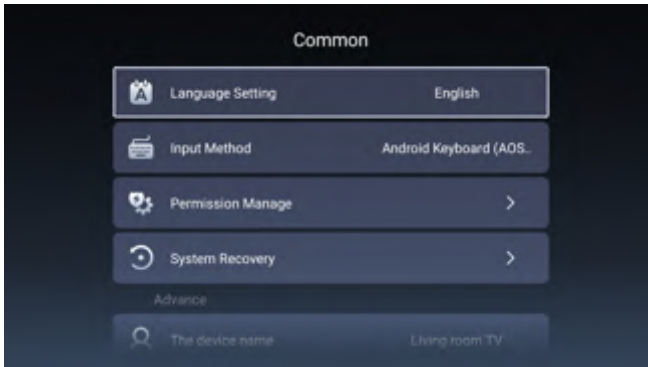 Common
Language Setting English
Input Method Android Keyboard (AOS..
Permission Manage
System Recovery
Advance
The device name Living room TV